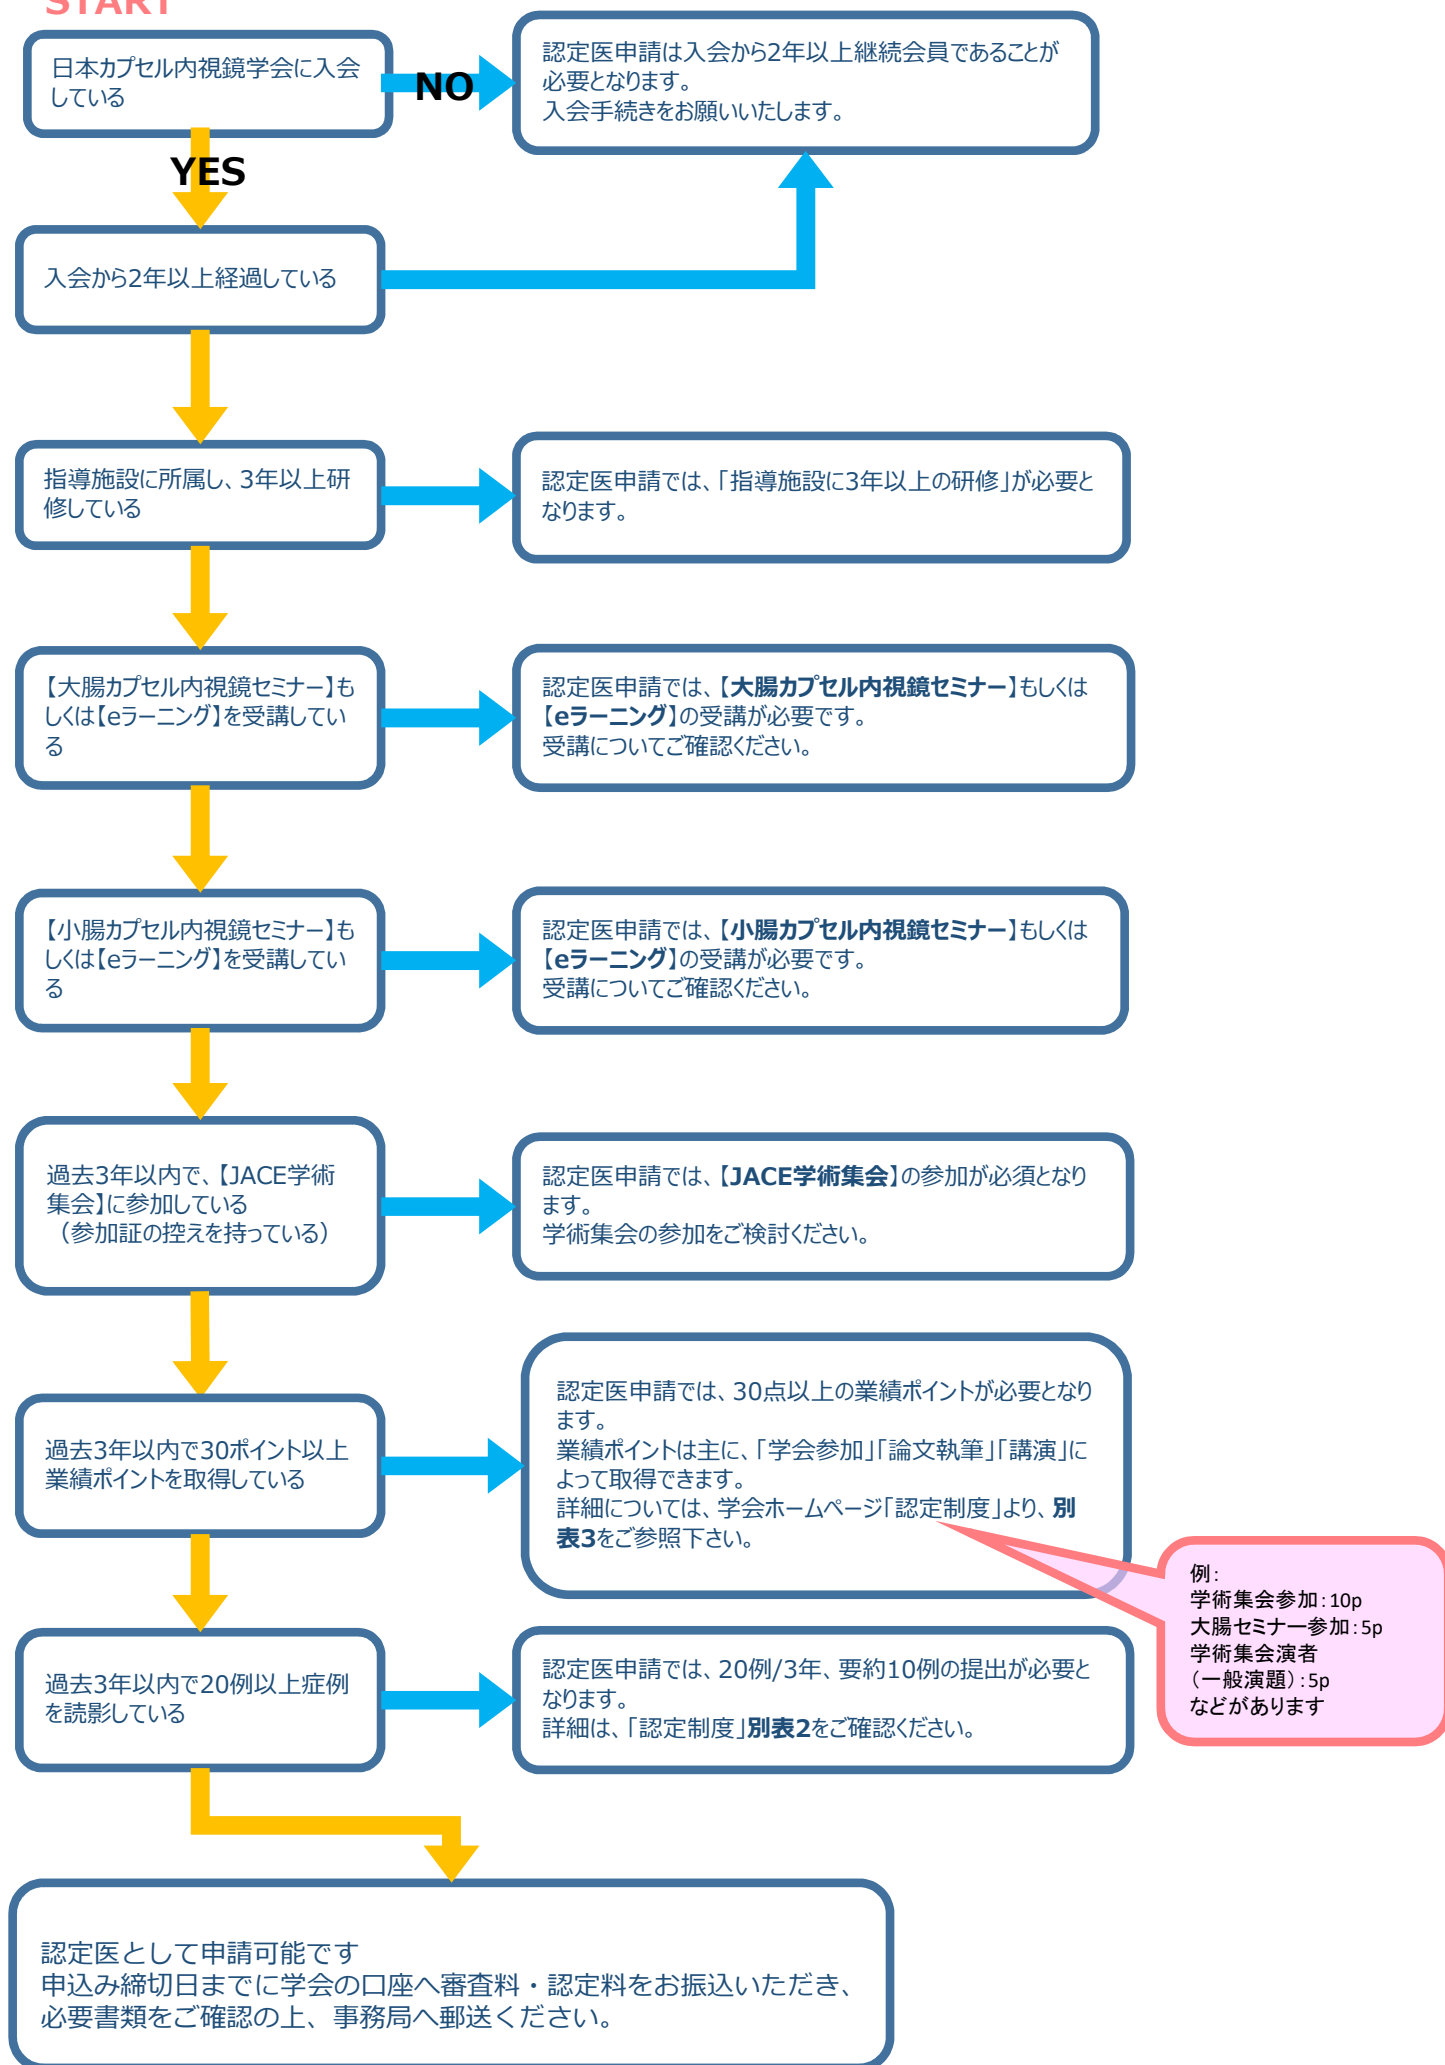 START
日本カプセル内視鏡学会に入会
している
NO
認定医申請は入会から2年以上継続会員であることが
必要となります。
入会手続きをお願いいたします。
YES
入会から2年以上経過している
指導施設に所属し、3年以上研
修している
認定医申請では、「指導施設に3年以上の研修」が必要と
なります。
【大腸カプセル内視鏡セミナー】も
しくは【eラーニング】を受講してい
る
認定医申請では、【大腸カプセル内視鏡セミナー】もしくは
【eラーニング】の受講が必要です。
受講についてご確認ください。
【小腸カプセル内視鏡セミナー】も
しくは【eラーニング】を受講してい
る
認定医申請では、【小腸カプセル内視鏡セミナー】もしくは
【eラーニング】の受講が必要です。
受講についてご確認ください。
過去3年以内で、【JACE学術
集会】に参加している
（参加証の控えを持っている）
認定医申請では、【JACE学術集会】の参加が必須となり
ます。
学術集会の参加をご検討ください。
過去3年以内で30ポイント以上
業績ポイントを取得している
認定医申請では、30点以上の業績ポイントが必要となり
ます。
業績ポイントは主に、「学会参加」「論文執筆」「講演」に
よって取得できます。
詳細については、学会ホームページ「認定制度」より、別
表3をご参照下さい。
例：
学術集会参加：10p
大腸セミナー参加：5p
学術集会演者
（一般演題）：5p
などがあります
過去3年以内で20例以上症例
を読影している
認定医申請では、20例/3年、要約10例の提出が必要と
なります。
詳細は、「認定制度」別表2をご確認ください。
認定医として申請可能です
申込み締切日までに学会の口座へ審査料・認定料をお振込いただき、
必要書類をご確認の上、事務局へ郵送ください。